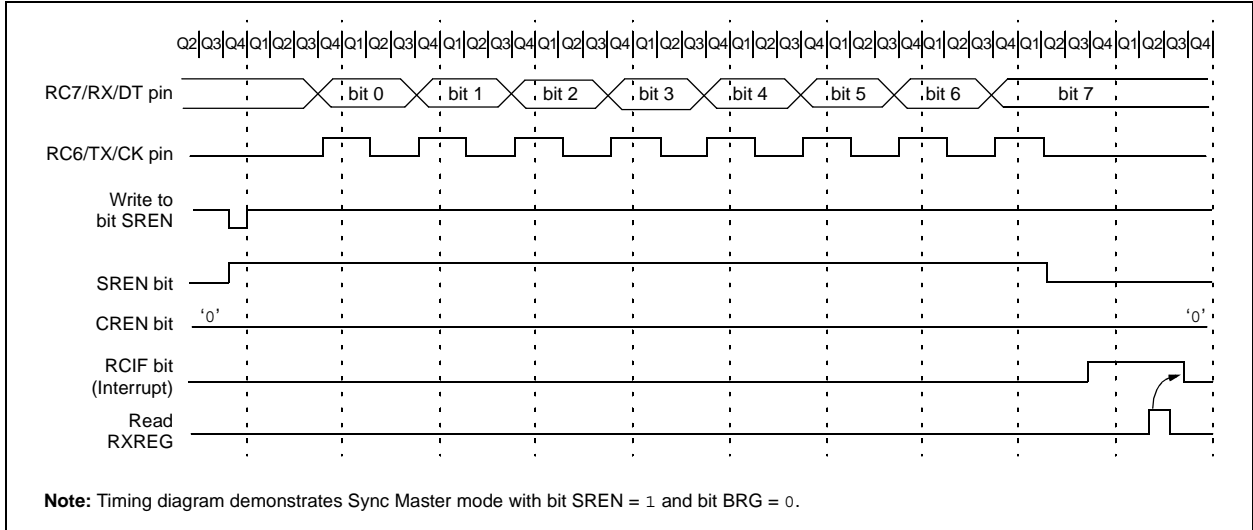 Q2|Q3|Q4|Q1|Q2|Q3|Q4|Q1|Q2|Q3|Q4|Q1|Q2|Q3|Q4|Q1|Q2|Q3|Q4|Q1|Q2|Q3|Q4|Q1|Q2|Q3|Q4|Q1|Q2|Q3|Q4|Q1|Q2|Q3|Q4|Q1|Q2|Q3|Q4|Q1|Q2|Q3|Q4
RC7/RX/DT pin bit 0 bit 1 bit 2 bit 3 bit 4 bit 5 bit 6 bit 7
RC6/TX/CK pin
Write to
bit SREN
SREN bit
CREN bit ‘0’ ‘0’
RCIF bit
(Interrupt)
Read
RXREG
Note: Timing diagram demonstrates Sync Master mode with bit SREN = 1 and bit BRG = 0.